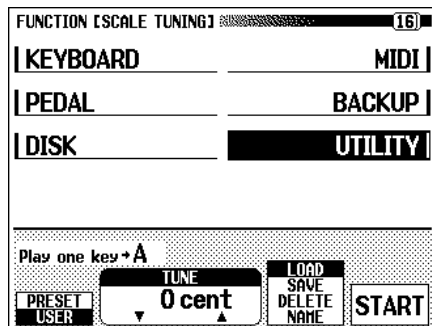 FUNCTION [SCALE TUNING] 16
KEYBOARD MIDI
PEDAL BACKUP
DISK UTILITY
Play one key→A
PRESET
USER
TUNE
0 cent
▼ ▲
LOAD
SAVE
DELETE
NAME
START